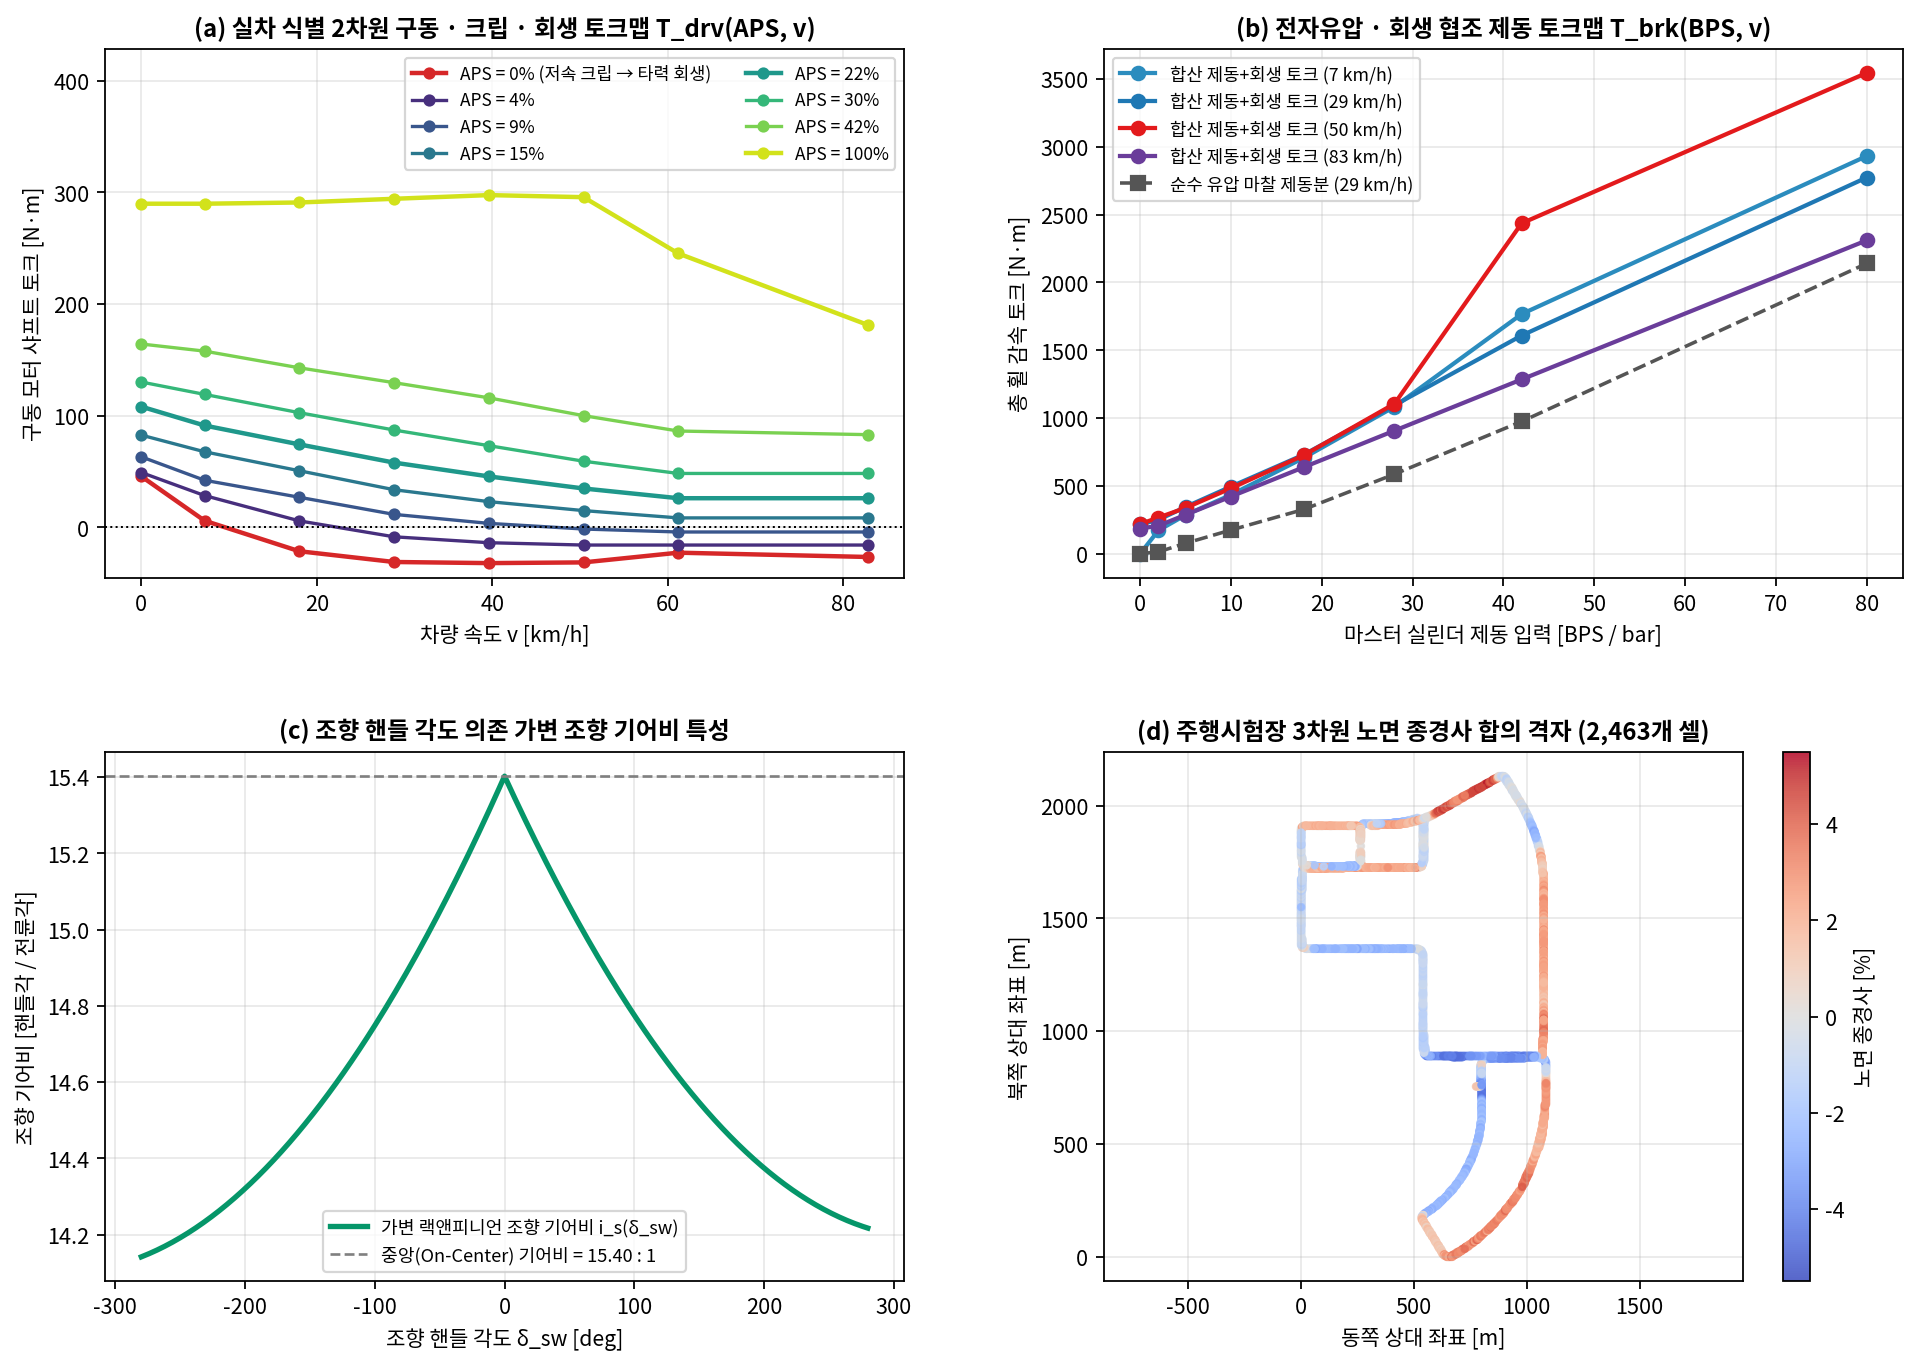 (a) 실차 식별 2차원 구동 · 크립 · 회생 토크맵 T_drv(APS, v)
구동 모터 샤프트 토크 [N·m]
400
300
200
100
0
APS = 0% (저속 크립 → 타력 회생)
APS = 4%
APS = 9%
APS = 15%
APS = 22%
APS = 30%
APS = 42%
APS = 100%
0 20 40 60 80
차량 속도 v [km/h]
(b) 전자유압 · 회생 협조 제동 토크맵 T_brk(BPS, v)
총 휠 감속 토크 [N·m]
3500
3000
2500
2000
1500
1000
500
0
합산 제동+회생 토크 (7 km/h)
합산 제동+회생 토크 (29 km/h)
합산 제동+회생 토크 (50 km/h)
합산 제동+회생 토크 (83 km/h)
순수 유압 마찰 제동분 (29 km/h)
0 10 20 30 40 50 60 70 80
마스터 실린더 제동 입력 [BPS / bar]
(c) 조향 핸들 각도 의존 가변 조향 기어비 특성
조향 기어비 [핸들각 / 전륜각]
15.4
15.2
15.0
14.8
14.6
14.4
14.2
가변 랙앤피니언 조향 기어비 i_s(δ_sw)
중앙(On-Center) 기어비 = 15.40 : 1
-300 -200 -100 0 100 200 300
조향 핸들 각도 δ_sw [deg]
(d) 주행시험장 3차원 노면 종경사 합의 격자 (2,463개 셀)
북쪽 상대 좌표 [m]
2000
1500
1000
500
0
-500 0 500 1000 1500
동쪽 상대 좌표 [m]
4
2
0
-2
-4
노면 종경사 [%]